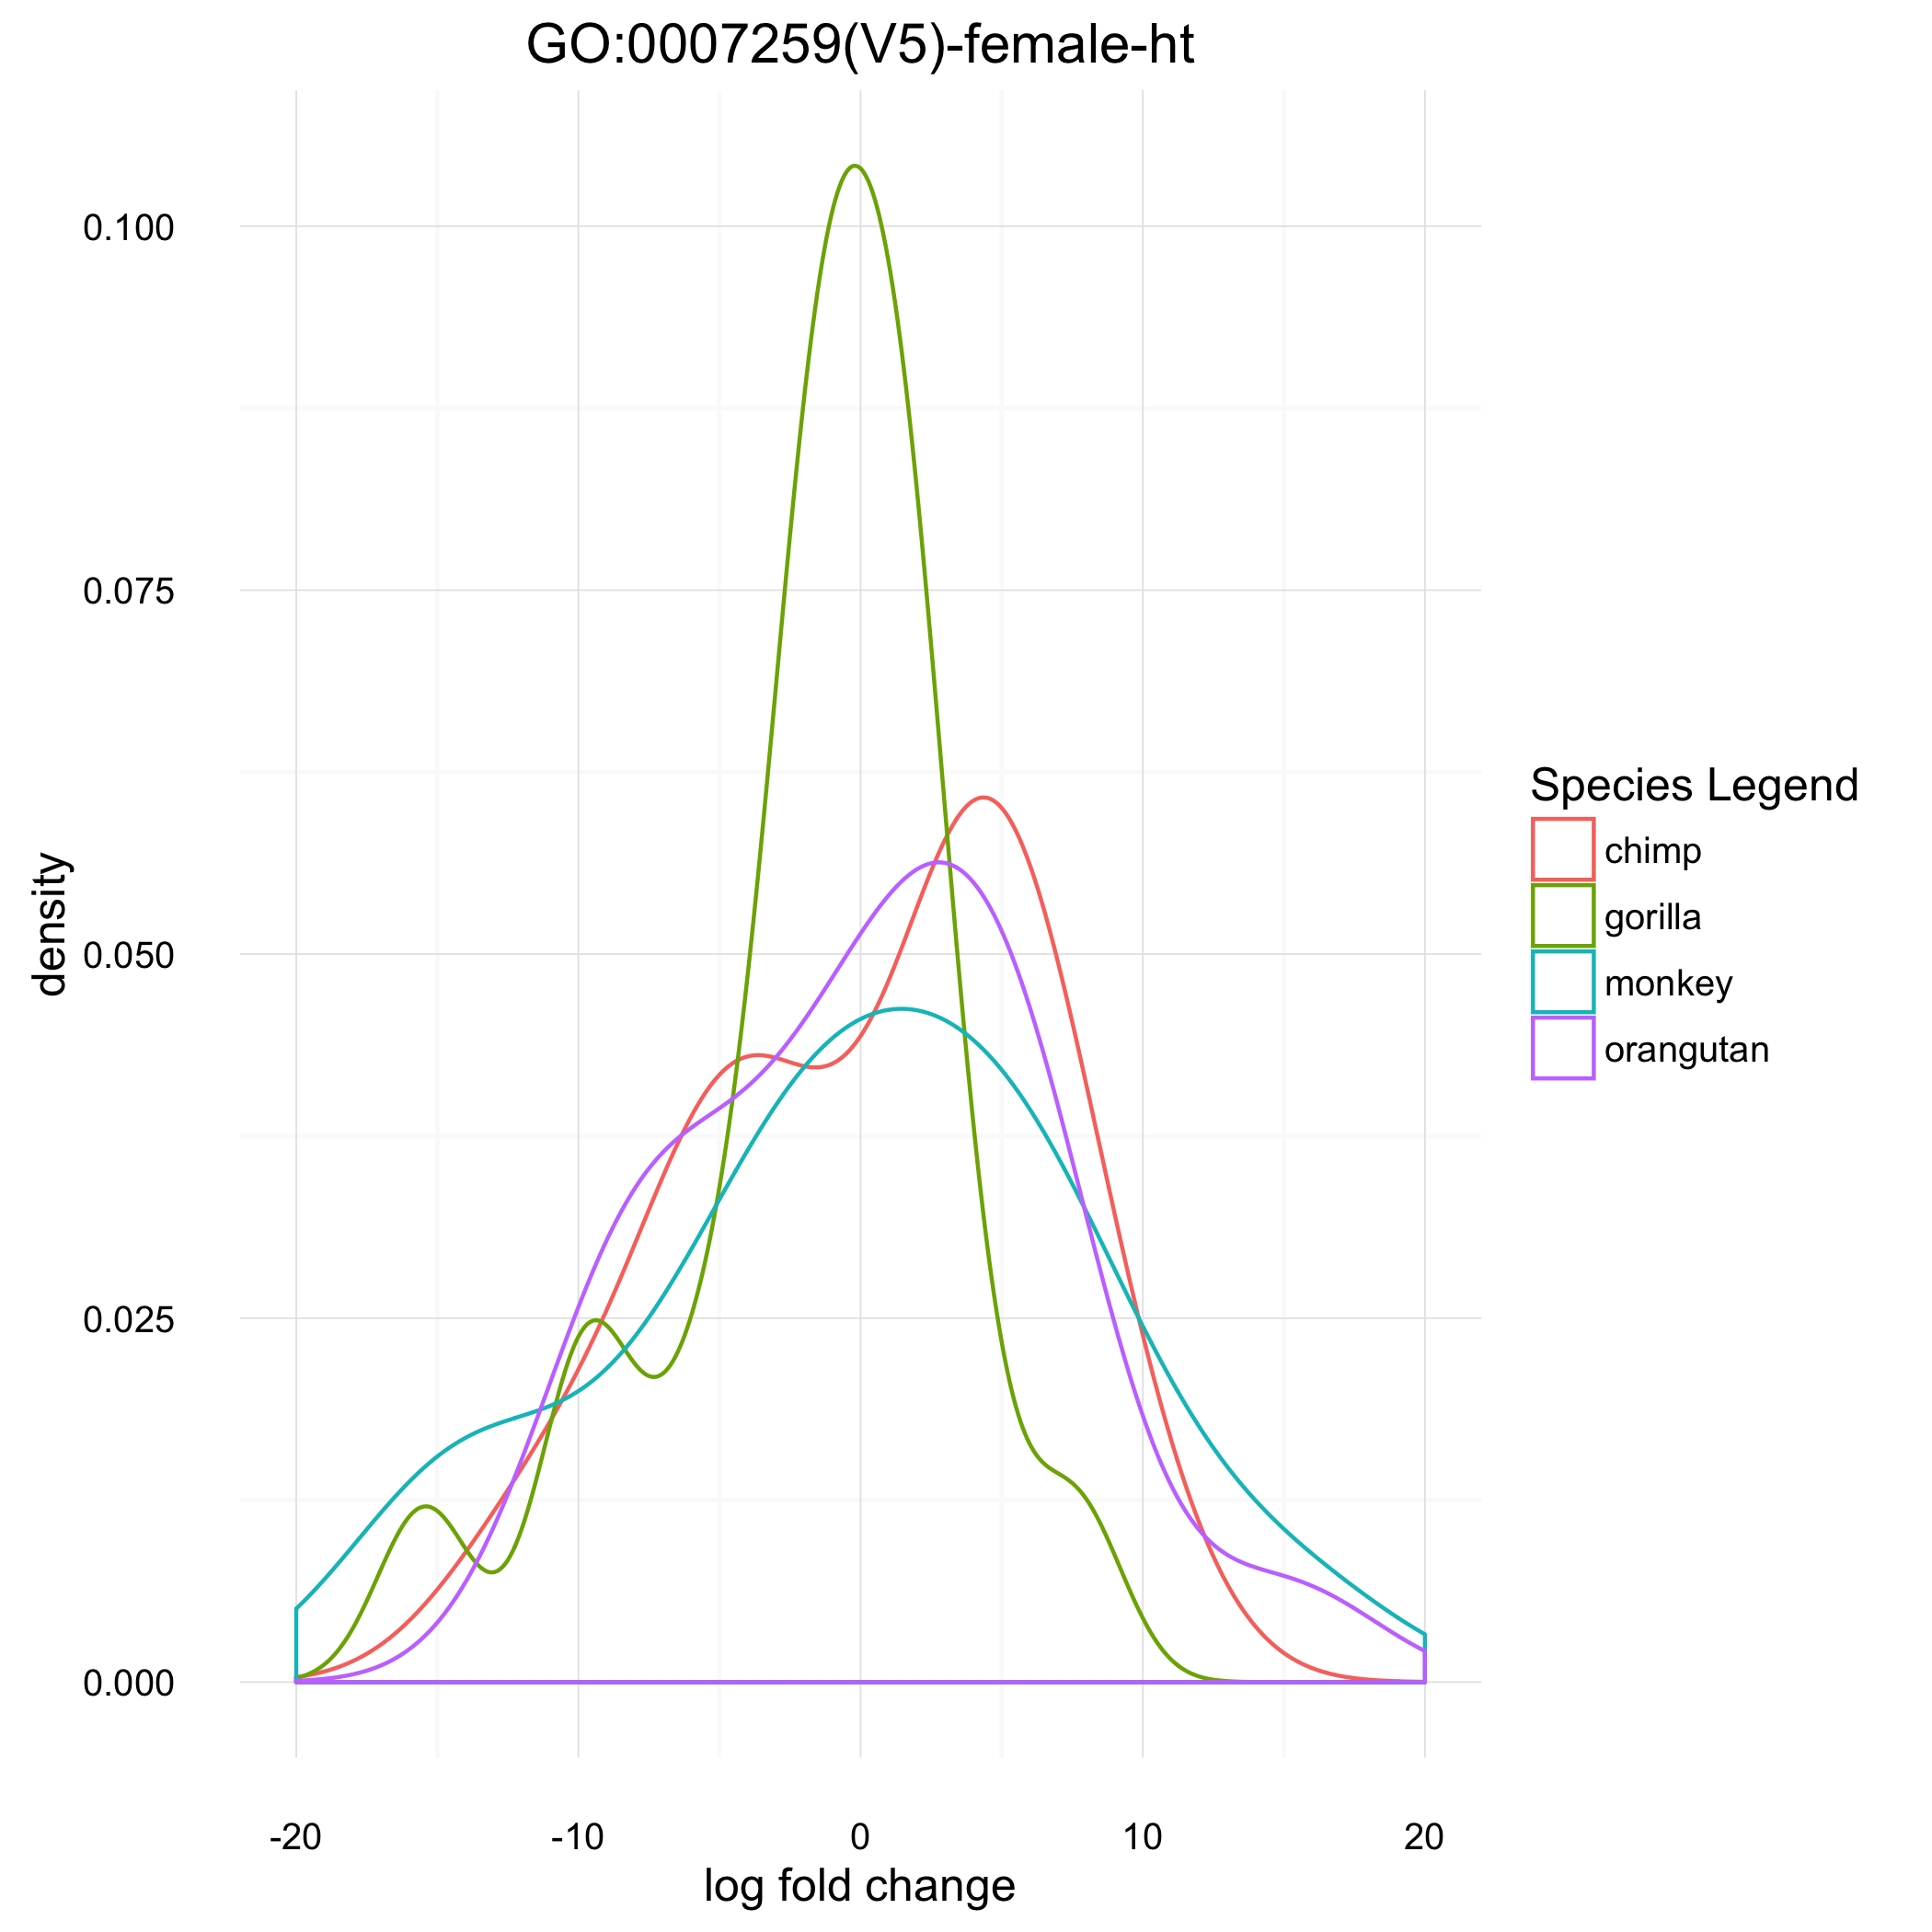 GO:0007259(V5)-female-ht
0.100
0.075
0.050
0.025
0.000
density
-20 -10 0 10 20
log fold change
Species Legend
chimp
gorilla
monkey
orangutan